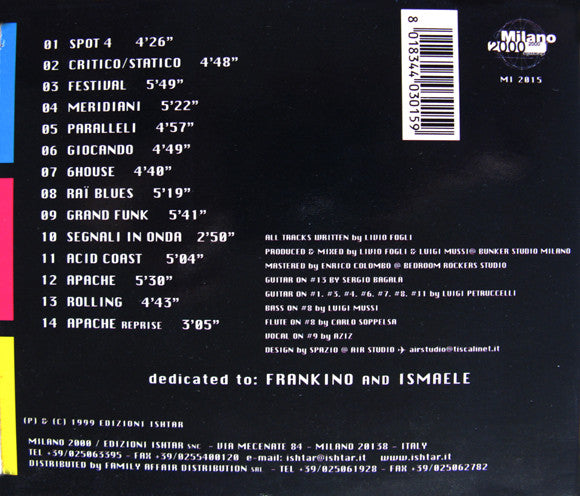 Milano
2000 2000
MI 2015
8 018344 030159
01 SPOT 4 4'26"
02 CRITICO/STATICO 4'48"
03 FESTIVAL 5'49"
04 MERIDIANI 5'22"
05 PARALLELI 4'57"
06 GIOCANDO 4'49"
07 6HOUSE 4'40"
08 RAÏ BLUES 5'19"
09 GRAND FUNK 5'41"
10 SEGNALI IN ONDA 2'50"
11 ACID COAST 5'04"
12 APACHE 5'30"
13 ROLLING 4'43"
14 APACHE REPRISE 3'05"
ALL TRACKS WRITTEN by LIVIO FOGLI
PRODUCED & MIXED by LIVIO FOGLI & LUIGI MUSSI@ BUNKER STUDIO MILANO
MASTERED by ENRICO COLOMBO @ BEDROOM ROCKERS STUDIO
GUITAR ON #13 BY SERGIO BAGALÀ
GUITAR ON #1, #3, #4, #6, #7, #8, #11 by LUIGI PETRUCCELLI
BASS ON #8 by LUIGI MUSSI
FLUTE ON #8 by CARLO SOPPELSA
VOCAL ON #9 by AZIZ
DESIGN by SPAZIO @ AIR STUDIO ✈ airstudio@tiscalinet.it
dedicated to: FRANKINO AND ISMAELE
(P) & (C) 1999 EDIZIONI ISHTAR
MILANO 2000 / EDIZIONI ISHTAR SNC - VIA MECENATE 84 - MILANO 20138 - ITALY
TEL +39/025063395 - FAX +39/0255400120 e-mail: ishtar@ishtar.it www.ishtar.it
DISTRIBUTED by FAMILY AFFAIR DISTRIBUTION SRL - TEL +39/025061928 - FAX +39/025062782